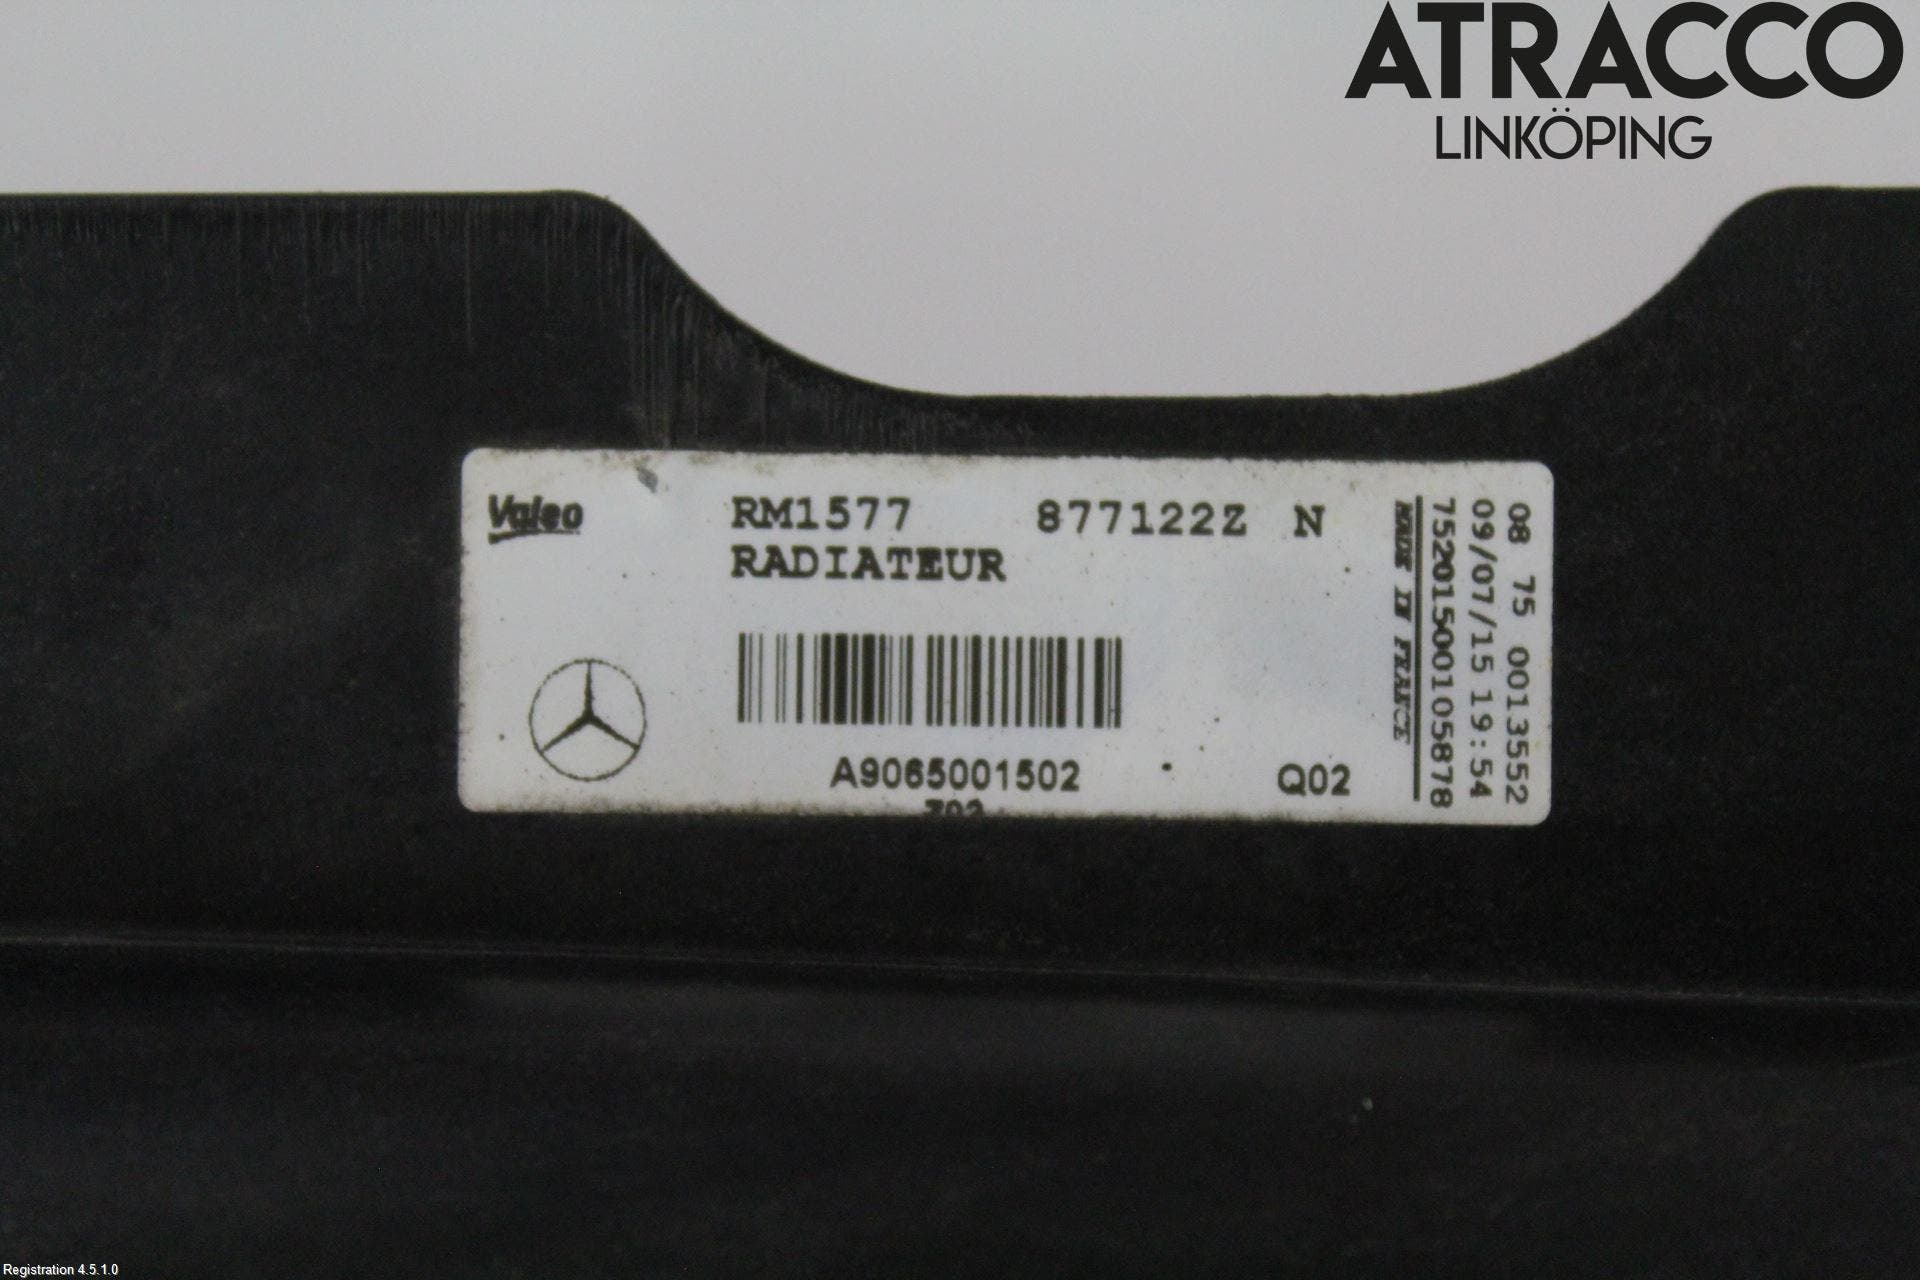 ATRACCO
LINKÖPING
Valeo
RM1577 877122Z N
RADIATEUR
A9065001502
Q02
MADE IN FRANCE
75201500105878
09/07/15 19:54
08 75 0013552
Registration 4.5.1.0